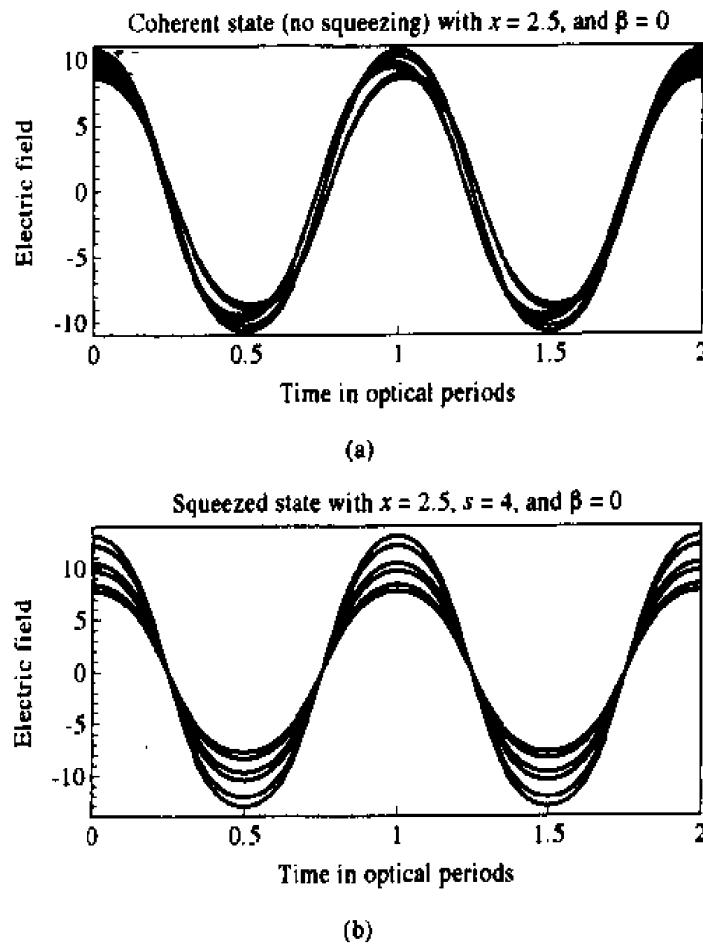 Coherent state (no squeezing) with x = 2.5, and β = 0
10
5
0
-5
-10
0 0.5 1 1.5 2
Electric field
Time in optical periods
(a)
Squeezed state with x = 2.5, s = 4, and β = 0
10
5
0
-5
-10
0 0.5 1 1.5 2
Electric field
Time in optical periods
(b)